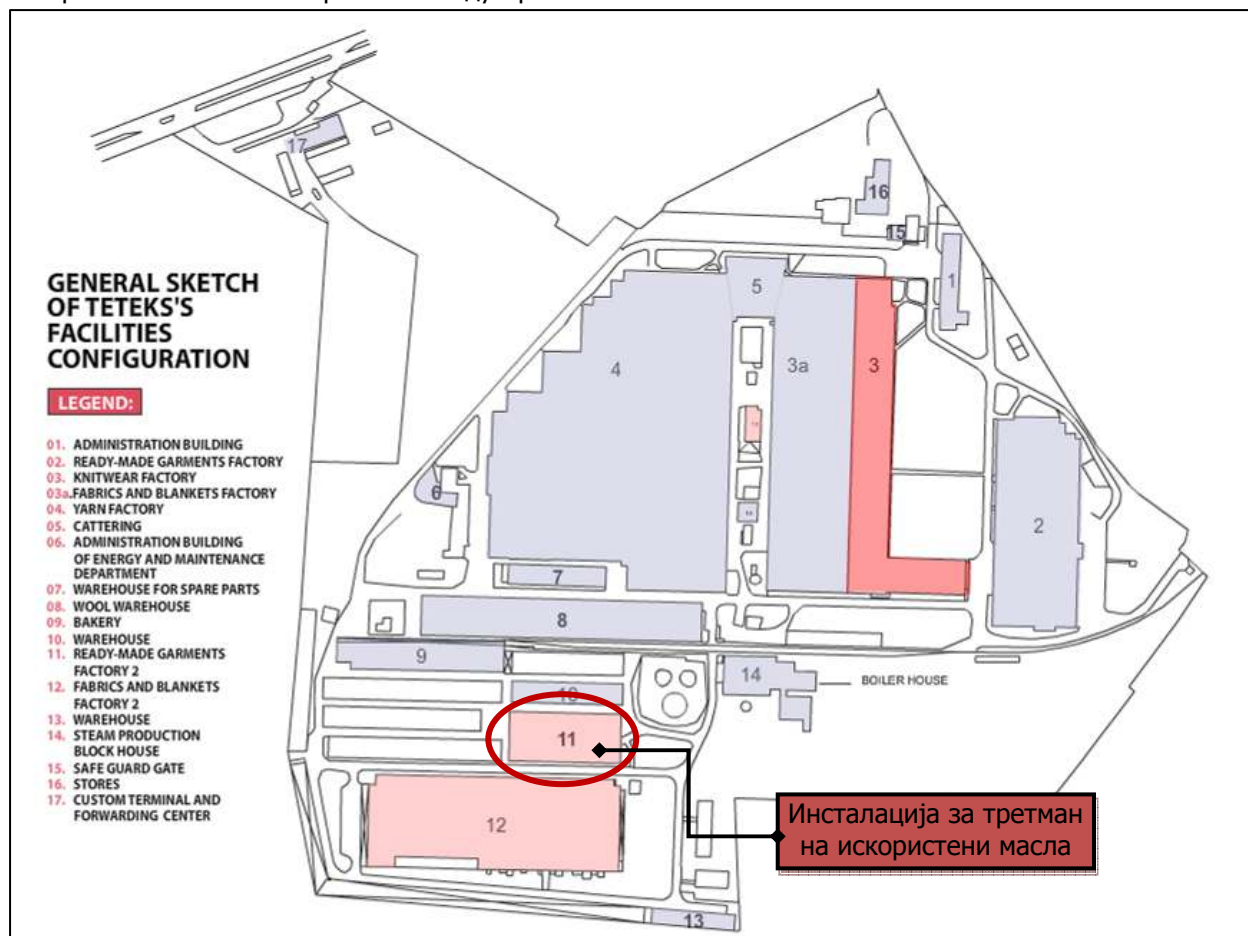 GENERAL SKETCH
OF TETEKS'S
FACILITIES
CONFIGURATION
LEGEND:
01. ADMINISTRATION BUILDING
02. READY-MADE GARMENTS FACTORY
03. KNITWEAR FACTORY
03a. FABRICS AND BLANKETS FACTORY
04. YARN FACTORY
05. CATTERING
06. ADMINISTRATION BUILDING
OF ENERGY AND MAINTENANCE
DEPARTMENT
07. WAREHOUSE FOR SPARE PARTS
08. WOOL WAREHOUSE
09. BAKERY
10. WAREHOUSE
11. READY-MADE GARMENTS
FACTORY 2
12. FABRICS AND BLANKETS
FACTORY 2
13. WAREHOUSE
14. STEAM PRODUCTION
BLOCK HOUSE
15. SAFE GUARD GATE
16. STORES
17. CUSTOM TERMINAL AND
FORWARDING CENTER
17
16
15
1
5
4
3a
3
2
6
7
8
9
10
14
BOILER HOUSE
11
12
13
Инсталација за третман
на искористени масла